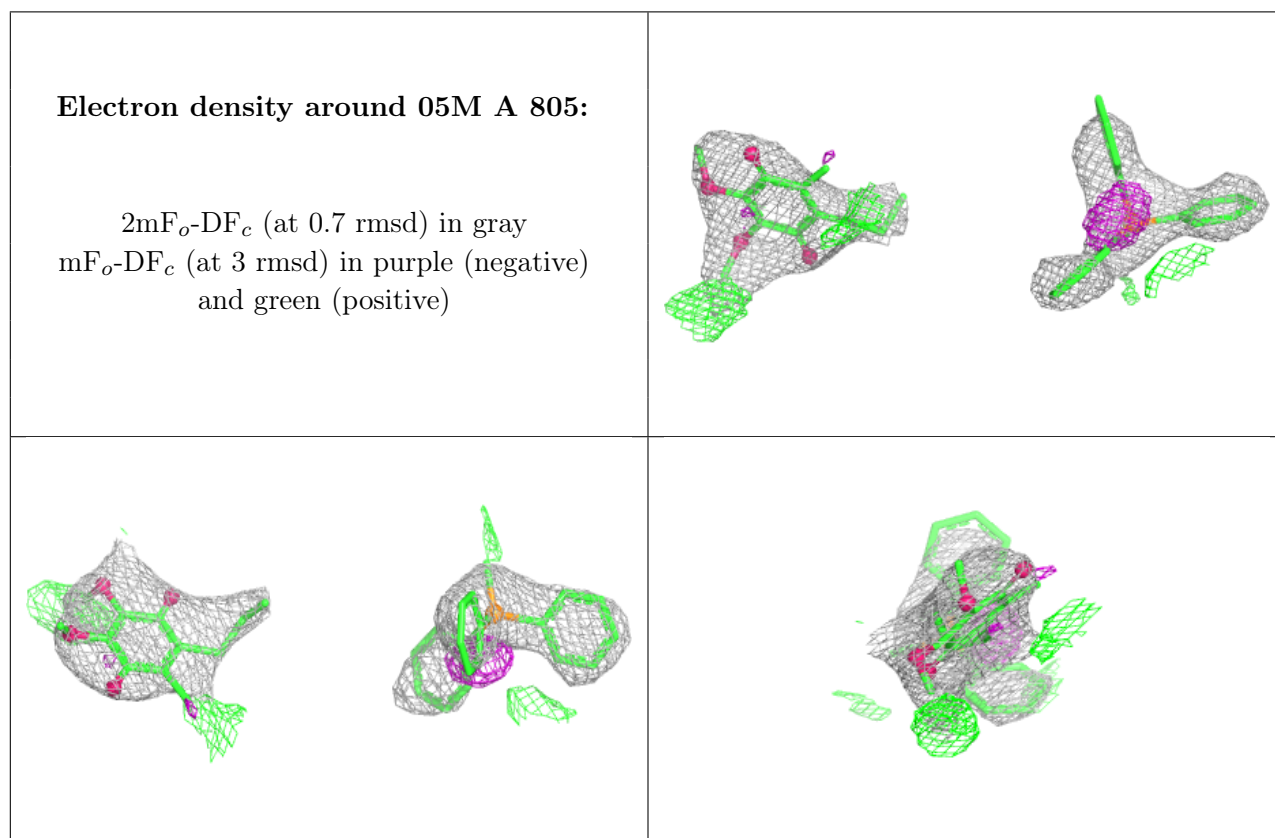 Electron density around 05M A 805:
2mFo-DFc (at 0.7 rmsd) in gray
mFo-DFc (at 3 rmsd) in purple (negative)
and green (positive)